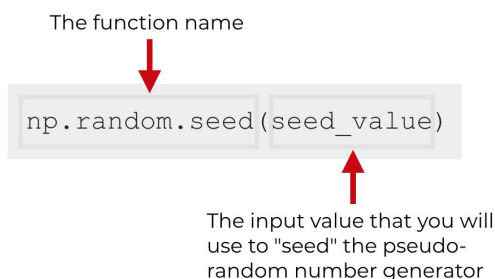 The function name
np.random.seed(seed_value)
The input value that you will
use to "seed" the pseudo-
random number generator